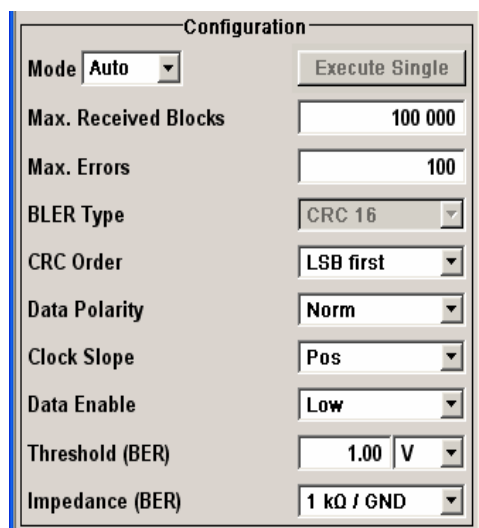 Configuration
Mode Auto Execute Single
Max. Received Blocks 100 000
Max. Errors 100
BLER Type CRC 16
CRC Order LSB first
Data Polarity Norm
Clock Slope Pos
Data Enable Low
Threshold (BER) 1.00 V
Impedance (BER) 1 kΩ / GND